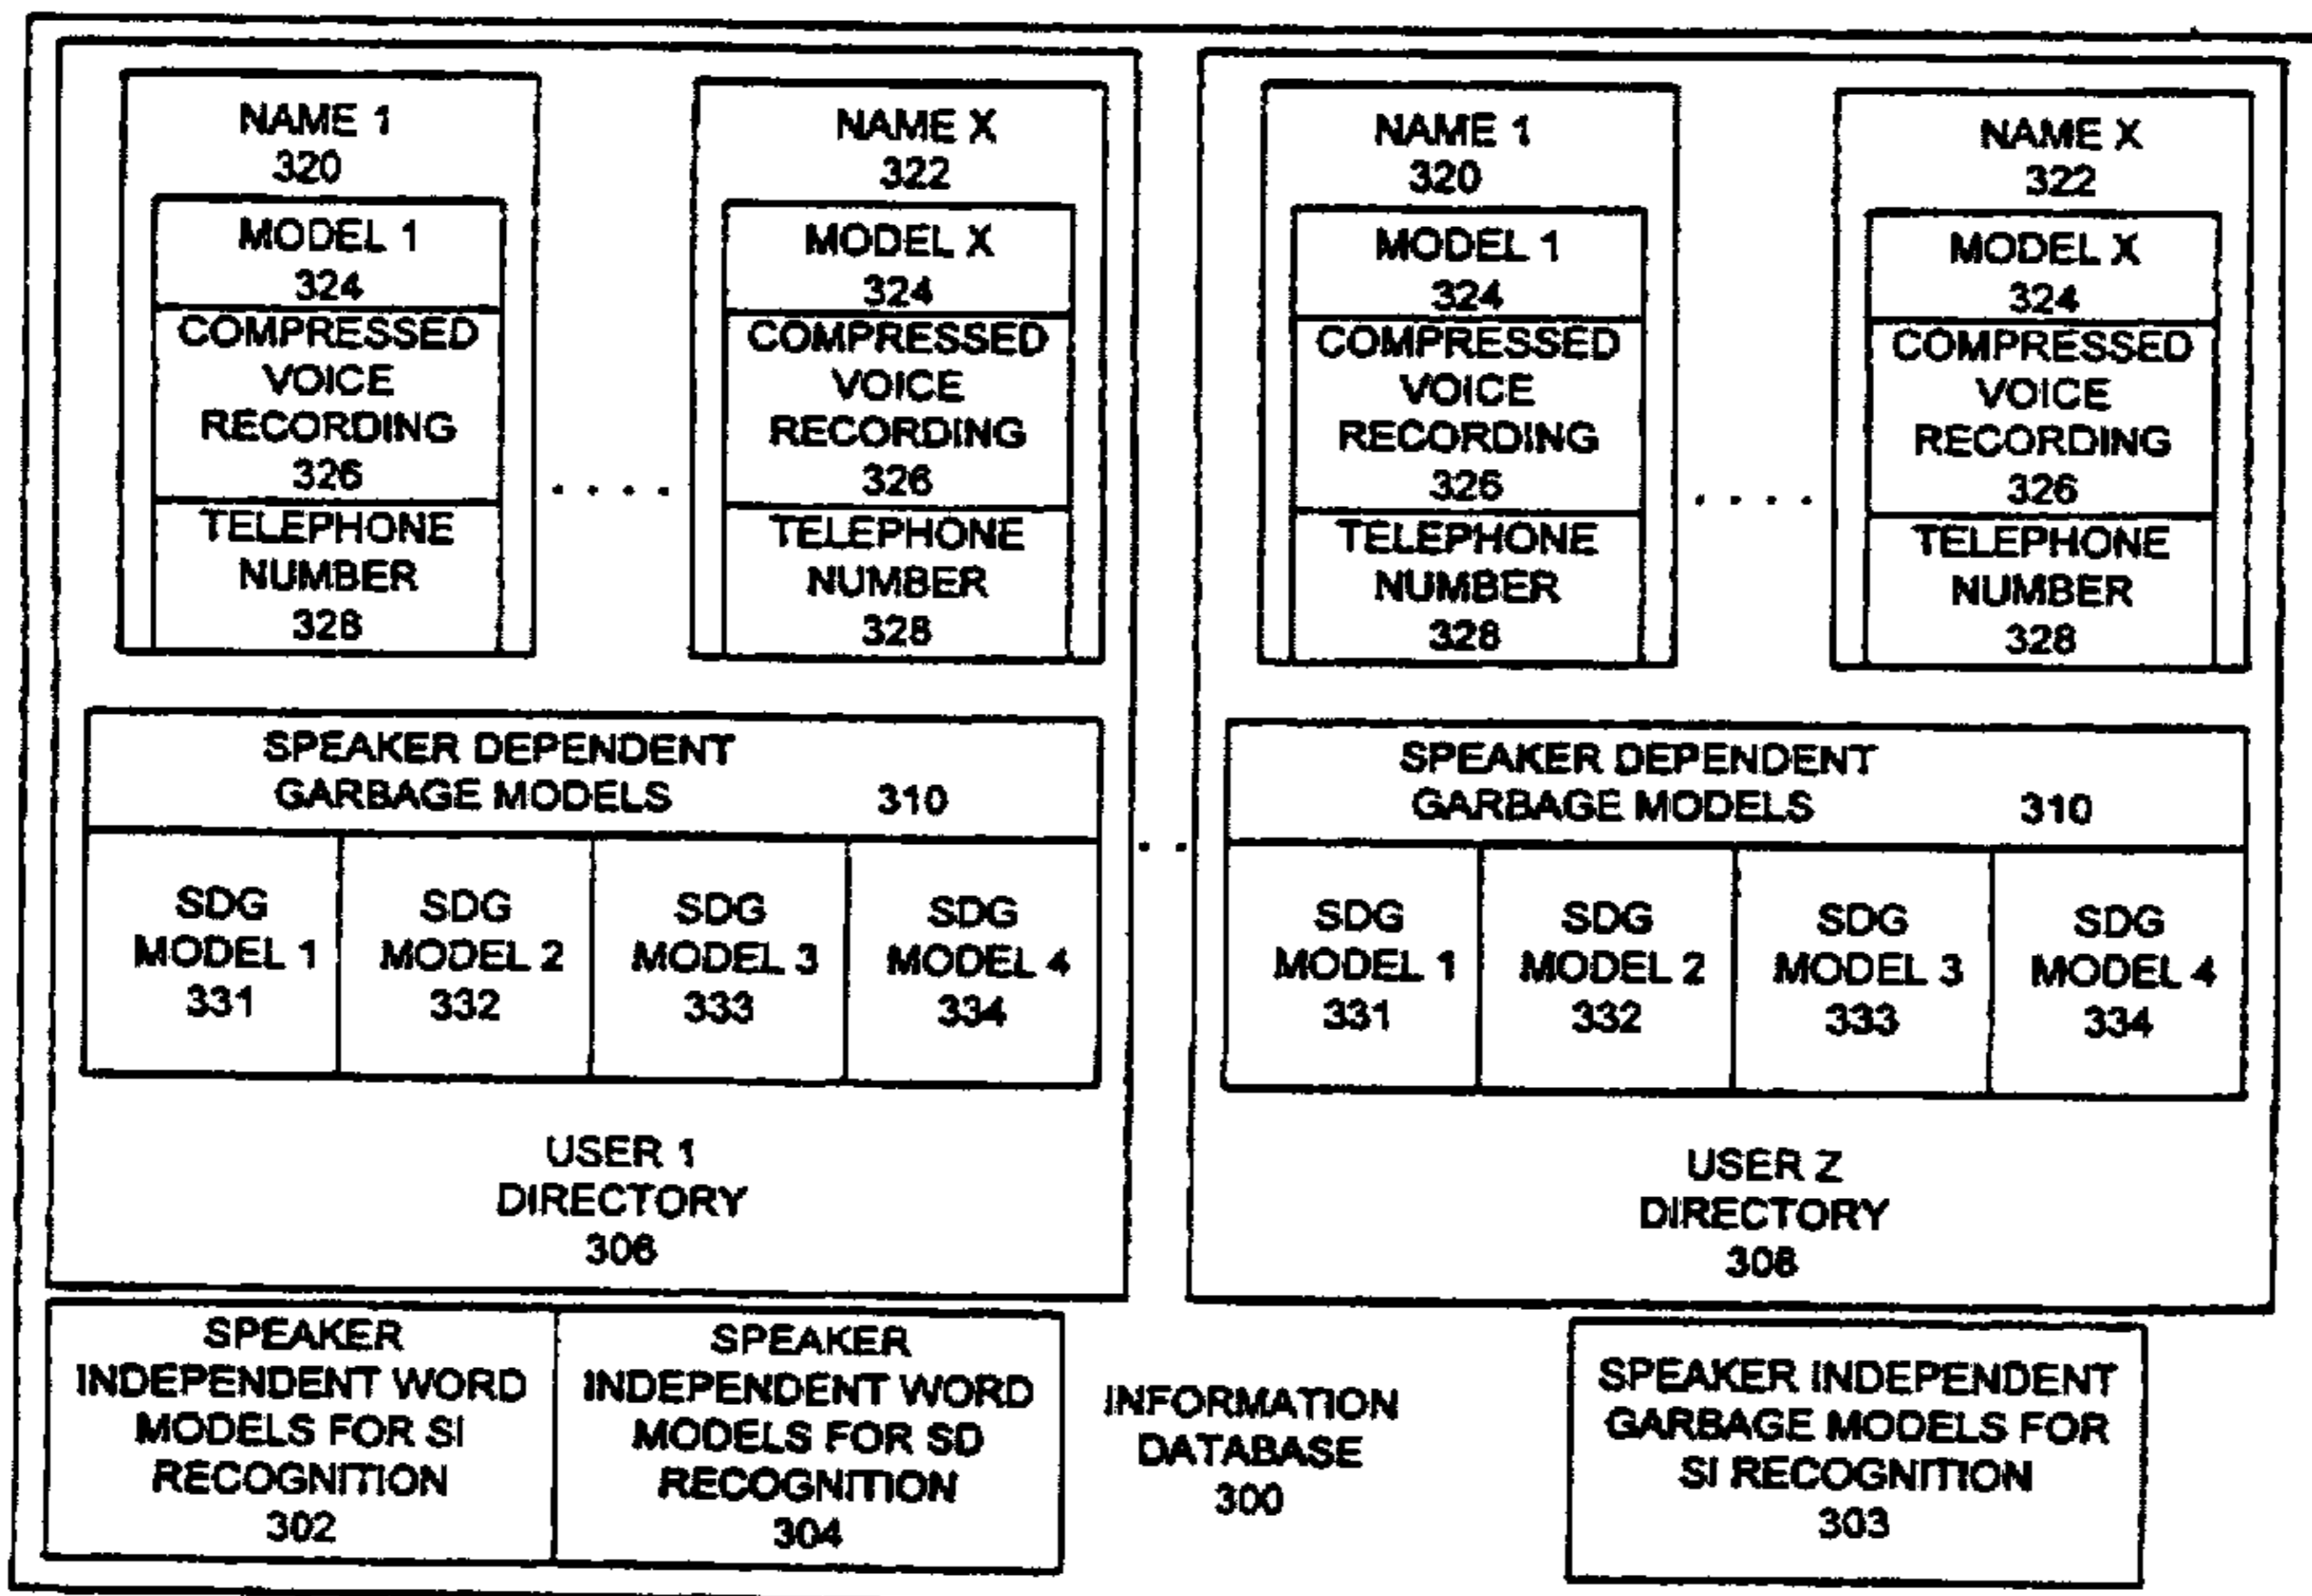 NAME 1
320
MODEL 1
324
COMPRESSED
VOICE
RECORDING
326
TELEPHONE
NUMBER
328
. . . .
NAME X
322
MODEL X
324
COMPRESSED
VOICE
RECORDING
326
TELEPHONE
NUMBER
328
SPEAKER DEPENDENT
GARBAGE MODELS 310
SDG
MODEL 1
331
SDG
MODEL 2
332
SDG
MODEL 3
333
SDG
MODEL 4
334
USER 1
DIRECTORY
306
. .
NAME 1
320
MODEL 1
324
COMPRESSED
VOICE
RECORDING
326
TELEPHONE
NUMBER
328
. . . .
NAME X
322
MODEL X
324
COMPRESSED
VOICE
RECORDING
326
TELEPHONE
NUMBER
328
SPEAKER DEPENDENT
GARBAGE MODELS 310
SDG
MODEL 1
331
SDG
MODEL 2
332
SDG
MODEL 3
333
SDG
MODEL 4
334
USER Z
DIRECTORY
308
SPEAKER
INDEPENDENT WORD
MODELS FOR SI
RECOGNITION
302
SPEAKER
INDEPENDENT WORD
MODELS FOR SD
RECOGNITION
304
INFORMATION
DATABASE
300
SPEAKER INDEPENDENT
GARBAGE MODELS FOR
SI RECOGNITION
303